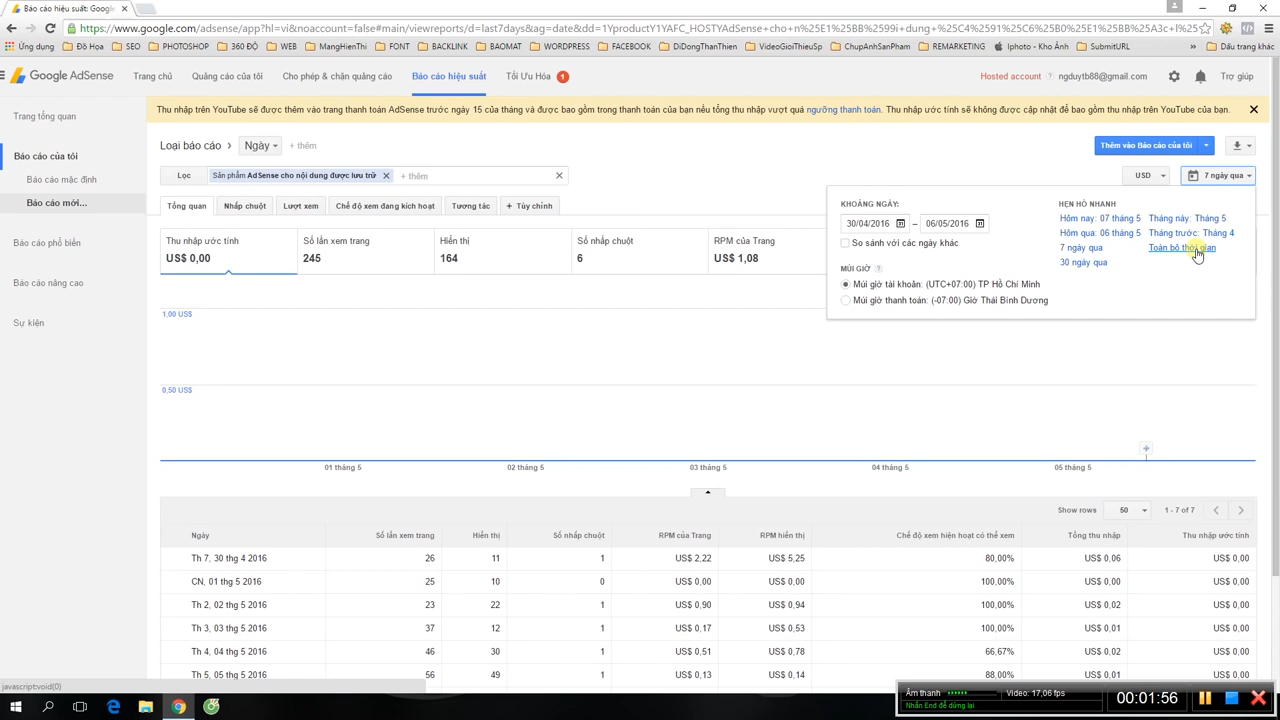 Báo cáo hiệu suất: Tổng
https://www.google.com/adsense/app?hl=vi&noaccount=false#main/viewreports/d=last7days&ag=date&dd=1YproductY1YAFC_HOSTYAdSense+cho+n%25E1%25BB%2599i+dung+%25C4%2591%25C6%25B0%25E1%25BB%25A3c+l
Ứng dụng Đồ Họa SEO PHOTOSHOP 360 ĐỘ WEB MangHienThi FONT BACKLINK BAOMAT WORDPRESS FACEBOOK DiDongThanThien VideoGioiThieuSp ChupAnhSanPham REMARKETING Iphoto - Kho Ảnh SubmitURL » Dấu trang khác
Google AdSense Trang chủ Quảng cáo của tôi Cho phép & chặn quảng cáo Báo cáo hiệu suất Tối Ưu Hóa 1 Hosted account ? ngduytb88@gmail.com Trợ giúp
Thu nhập trên YouTube sẽ được thêm vào trang thanh toán AdSense trước ngày 15 của tháng và được bao gồm trong thanh toán của bạn nếu tổng thu nhập vượt quá ngưỡng thanh toán. Thu nhập ước tính sẽ không được cập nhật để bao gồm thu nhập trên YouTube của bạn.
Trang tổng quan
Báo cáo của tôi
Báo cáo mặc định
Báo cáo mới...
Báo cáo phổ biến
Báo cáo nâng cao
Sự kiện
Loại báo cáo › Ngày + thêm
Thêm vào Báo cáo của tôi
Lọc Sản phẩm AdSense cho nội dung được lưu trữ + thêm
USD 7 ngày qua
Tổng quan Nhấp chuột Lượt xem Chế độ xem đang kích hoạt Tương tác + Tùy chỉnh
Thu nhập ước tính Số lần xem trang Hiển thị Số nhấp chuột RPM của Trang
US$ 0,00 245 164 6 US$ 1,08
KHOẢNG NGÀY:
30/04/2016 – 06/05/2016
So sánh với các ngày khác
MÚI GIỜ ?
Múi giờ tài khoản: (UTC+07:00) TP Hồ Chí Minh
Múi giờ thanh toán: (-07:00) Giờ Thái Bình Dương
HẸN HÒ NHANH
Hôm nay: 07 tháng 5 Tháng này: Tháng 5
Hôm qua: 06 tháng 5 Tháng trước: Tháng 4
7 ngày qua Toàn bộ thời gian
30 ngày qua
1,00 US$
0,50 US$
01 tháng 5 02 tháng 5 03 tháng 5 04 tháng 5 05 tháng 5
Show rows 50 1 - 7 of 7
Ngày Số lần xem trang Hiển thị Số nhấp chuột RPM của Trang RPM hiển thị Chế độ xem hiện hoạt có thể xem Tổng thu nhập Thu nhập ước tính
Th 7, 30 thg 4 2016 26 11 1 US$ 2,22 US$ 5,25 80,00% US$ 0,06 US$ 0,00
CN, 01 thg 5 2016 25 10 0 US$ 0,00 US$ 0,00 100,00% US$ 0,00 US$ 0,00
Th 2, 02 thg 5 2016 23 22 1 US$ 0,90 US$ 0,94 100,00% US$ 0,02 US$ 0,00
Th 3, 03 thg 5 2016 37 12 1 US$ 0,17 US$ 0,53 100,00% US$ 0,01 US$ 0,00
Th 4, 04 thg 5 2016 46 30 1 US$ 0,51 US$ 0,78 66,67% US$ 0,02 US$ 0,00
Th 5, 05 thg 5 2016 56 49 1 US$ 0,13 US$ 0,14 88,00% US$ 0,01 US$ 0,00
javascript:void(0)
Âm thanh Video: 17,06 fps
Nhấn End để dừng lại
00:01:56